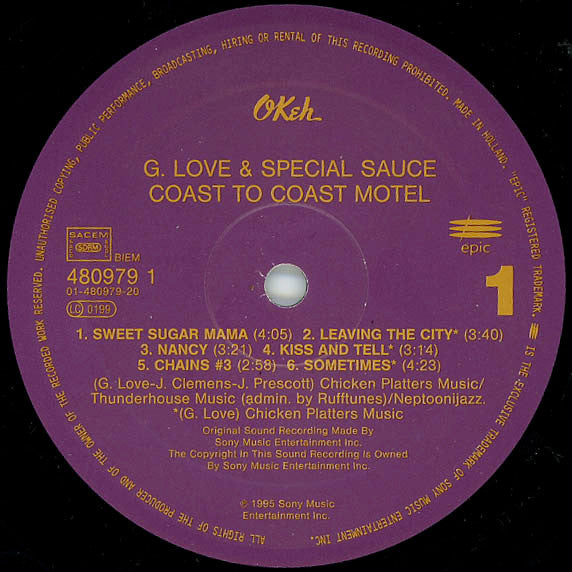 OKeh
G. LOVE & SPECIAL SAUCE
COAST TO COAST MOTEL
SACEM
SDRM
BIEM
480979 1
01-480979-20
LC 0199
epic
1
1. SWEET SUGAR MAMA (4:05) 2. LEAVING THE CITY* (3:40)
3. NANCY (3:21) 4. KISS AND TELL* (3:14)
5. CHAINS #3 (2:58) 6. SOMETIMES* (4:23)
(G. Love-J. Clemens-J. Prescott) Chicken Platters Music/
Thunderhouse Music (admin. by Rufftunes)/Neptoonijazz.
*(G. Love) Chicken Platters Music
Original Sound Recording Made By
Sony Music Entertainment Inc.
The Copyright In This Sound Recording Is Owned
By Sony Music Entertainment Inc.
℗ 1995 Sony Music
Entertainment Inc.
ALL RIGHTS OF THE PRODUCER AND OF THE OWNER OF THE RECORDED WORK RESERVED. UNAUTHORISED COPYING, PUBLIC PERFORMANCE, BROADCASTING, HIRING OR RENTAL OF THIS RECORDING PROHIBITED. MADE IN HOLLAND. "EPIC" REGISTERED TRADEMARK. IS THE EXCLUSIVE TRADEMARK OF SONY MUSIC ENTERTAINMENT INC.